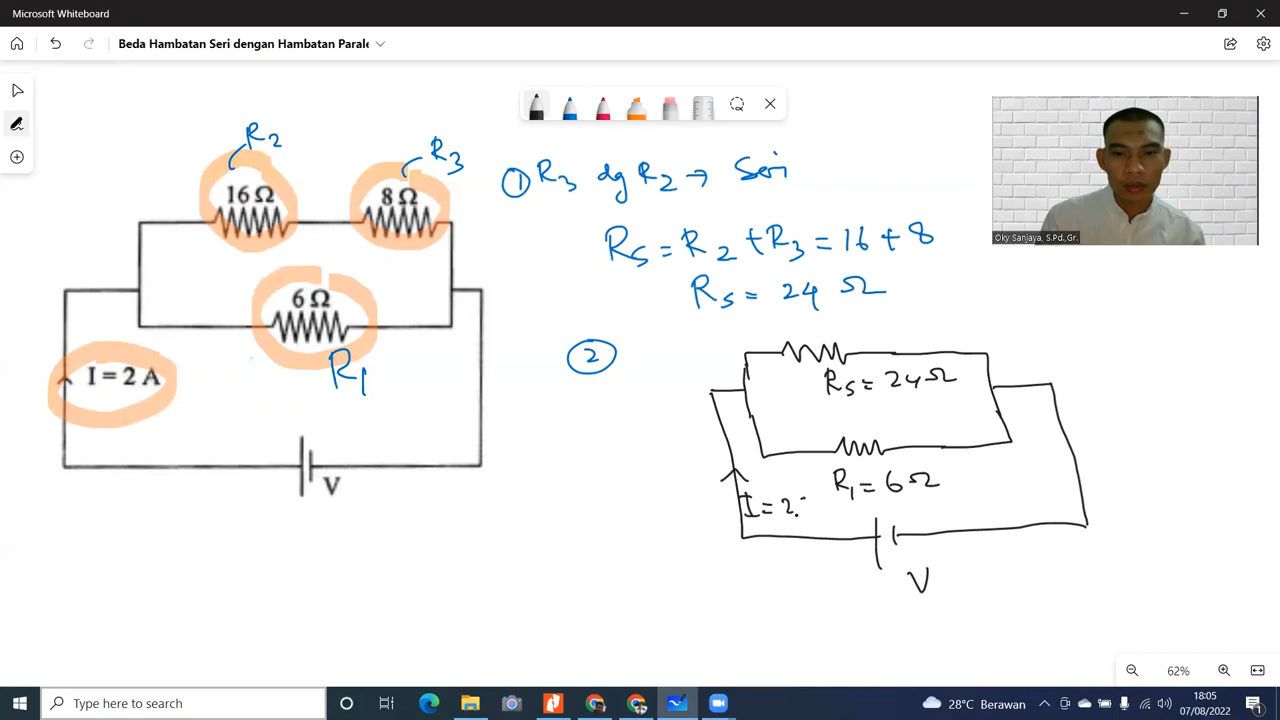 Microsoft Whiteboard
Beda Hambatan Seri dengan Hambatan Parale
R2
R3
16 Ω
8 Ω
6 Ω
R1
I = 2 A
V
① R3 dg R2 → Seri
RS = R2 + R3 = 16 + 8
RS = 24 Ω
②
RS = 24 Ω
R1 = 6 Ω
I = 2
V
Oky Sanjaya, S.Pd,Gr.
62%
Type here to search
28°C Berawan
18:05
07/08/2022
1